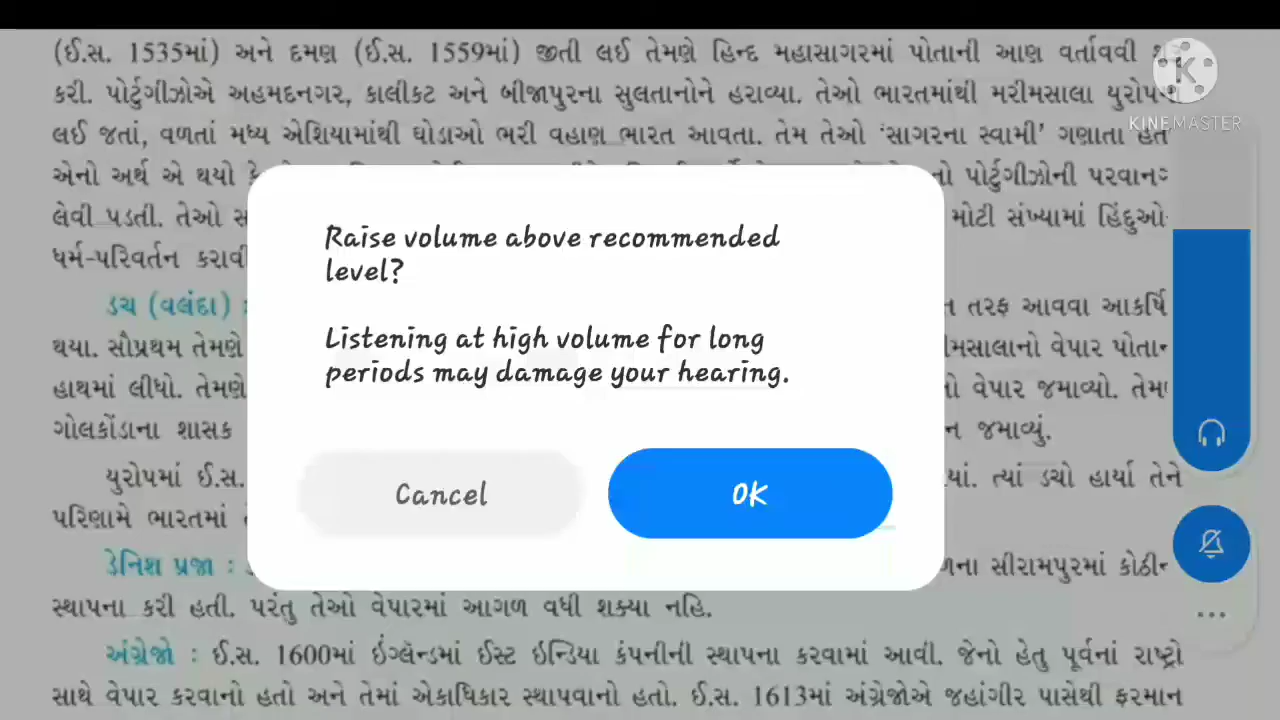 (ઈ.સ. 1535માં) અને દમણ (ઈ.સ. 1559માં) જીતી લઈ તેમણે હિન્દ મહાસાગરમાં પોતાની આણ વર્તાવવી
કરી. પોર્ટુગીઝોએ અહમદનગર, કાલીકટ અને બીજાપુરના સુલતાનોને હરાવ્યા. તેઓ ભારતમાંથી મરીમસાલા
KINEMASTER
લઈ જતાં, વળતાં મધ્ય એશિયામાંથી ઘોડાઓ ભરી વહાણ ભારત આવતા. તેમ તેઓ 'સાગરના સ્વામી' ગણાતા
એનો અર્થ એ થયો પોર્ટુગીઝોની
લેવી પડતી. તેઓ મોટી સંખ્યામાં
ધર્મ-પરિવર્તન
Raise volume above recommended
level?
ડચ (વલંદા) : તરફ આવવા
થયા. સૌપ્રથમ તેમણે વેપાર
Listening at high volume for long
periods may damage your hearing.
હાથમાં લીધો. તેમણે વેપાર જમાવ્યો.
ગોલકોંડાના શાસક જમાવ્યું.
યુરોપમાં ઈ.સ. ત્યાં ડચો હાર્યા તેને
પરિણામે ભારતમાં
Cancel
OK
ડેનિશ પ્રજા : સીરામપુરમાં
સ્થાપના કરી હતી. પરંતુ તેઓ વેપારમાં આગળ વધી શક્યા નહિ.
અંગ્રેજો : ઈ.સ. 1600માં ઇંગ્લૅન્ડમાં ઈસ્ટ ઇન્ડિયા કંપનીની સ્થાપના કરવામાં આવી. જેનો હેતુ પૂર્વનાં રાષ્ટ્રો
સાથે વેપાર કરવાનો હતો અને તેમાં એકાધિકાર સ્થાપવાનો હતો. ઈ.સ. 1613માં અંગ્રેજોએ જહાંગીર પાસેથી ફરમાન